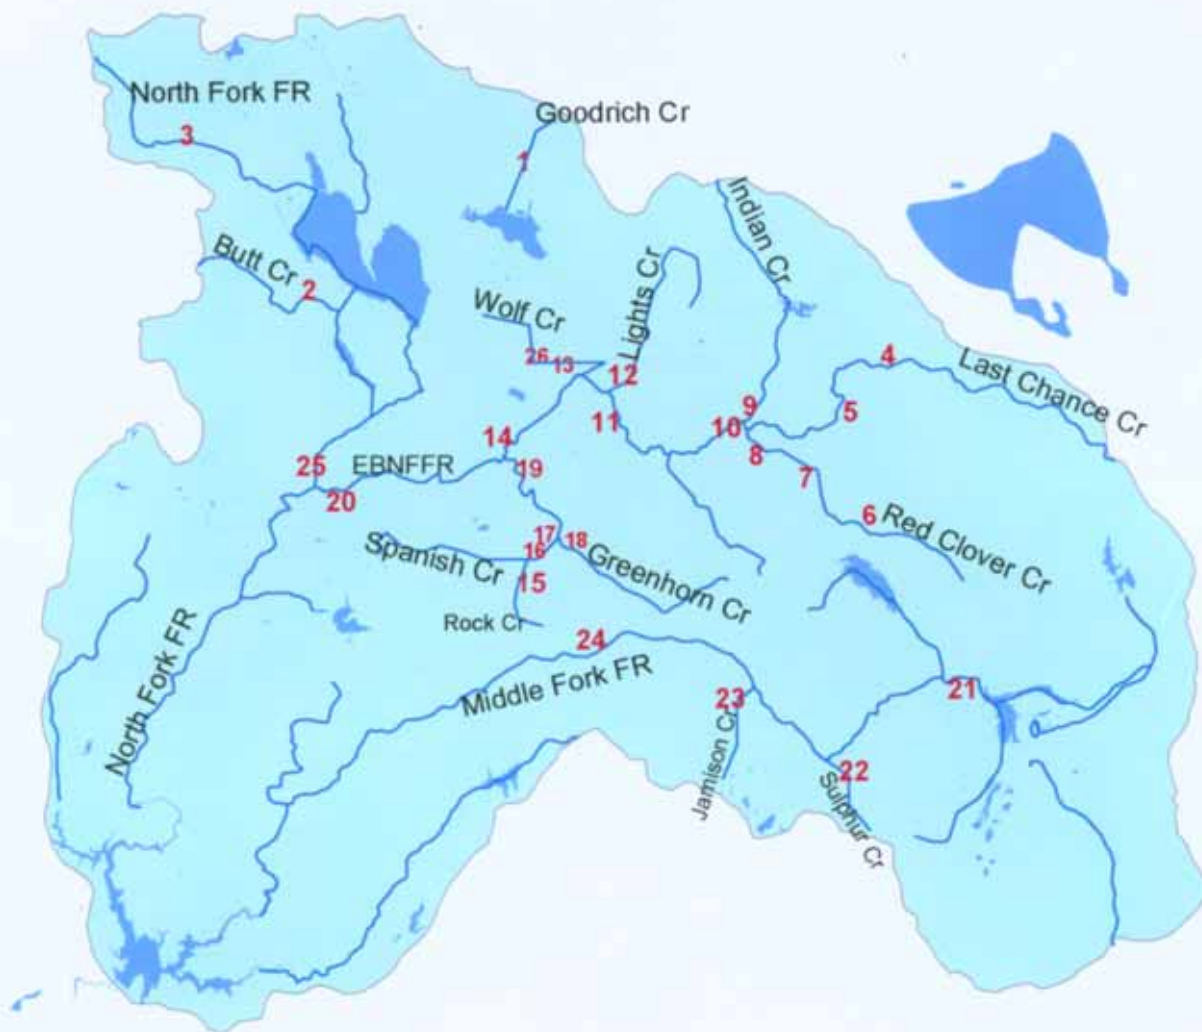 North Fork FR
Goodrich Cr
3
1
Indian Cr
Butt Cr
2
Lights Cr
Wolf Cr
26
13
12
4
Last Chance Cr
9
5
11
10
14
8
25
EBNFFR
19
7
20
6
Red Clover Cr
17
18
Spanish Cr
16
Greenhorn Cr
15
Rock Cr
24
North Fork FR
Middle Fork FR
23
21
Jamison Cr
22
Sulphur Cr